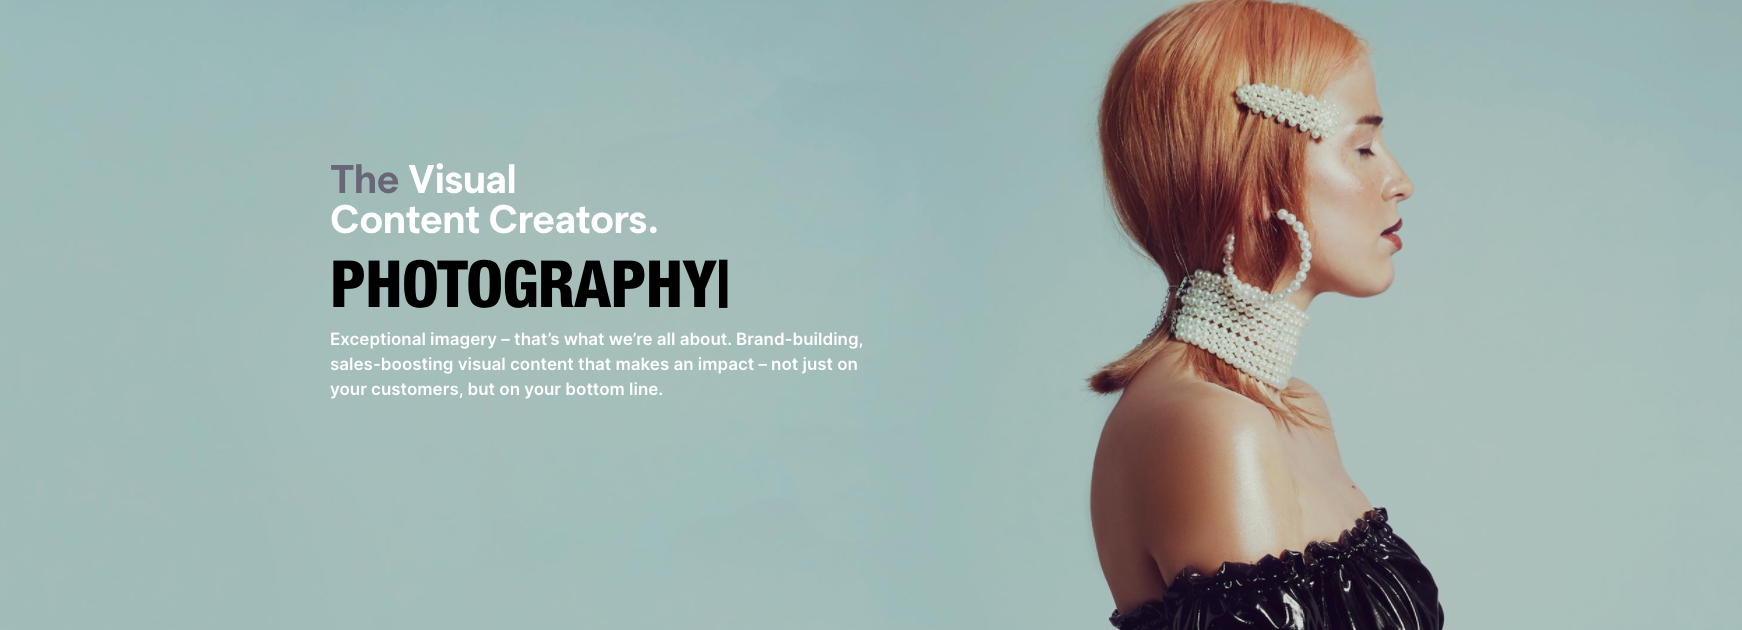 The Visual
Content Creators.
PHOTOGRAPHY|
Exceptional imagery – that’s what we’re all about. Brand-building,
sales-boosting visual content that makes an impact – not just on
your customers, but on your bottom line.